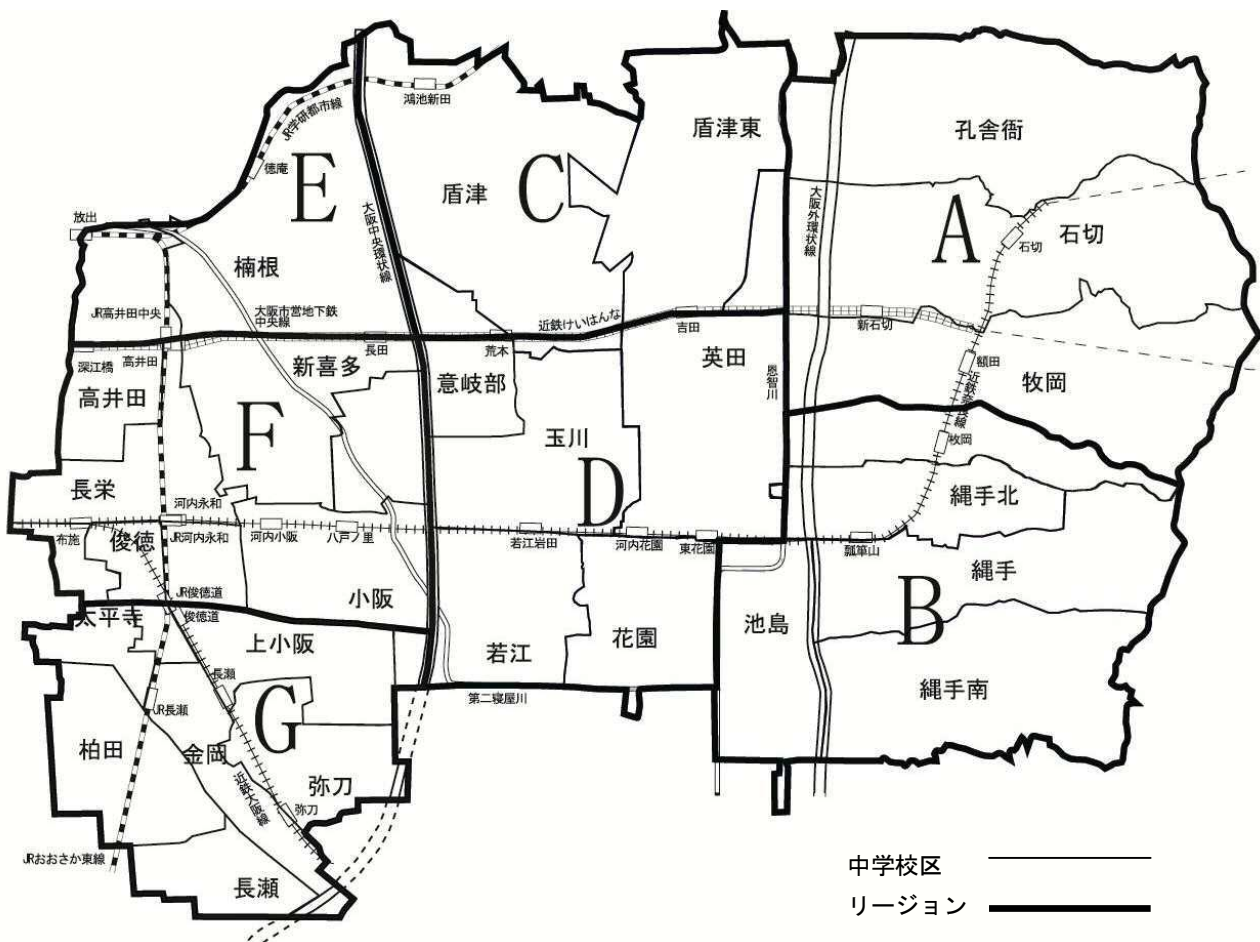 鴻池新田
JR学研都市線
徳庵
盾津東
孔舎衙
E
盾津
C
大阪中央環状線
大阪外環状線
A
石切
石切
放出
楠根
JR高井田中央
大阪市営地下鉄
中央線
近鉄けいはんな
吉田
新石切
深江橋
高井田
長田
荒本
高井田
新喜多
意岐部
英田
恩智川
額田
近鉄奈良線
牧岡
牧岡
F
玉川
D
長栄
縄手北
河内永和
布施
俊徳
JR河内永和
河内小阪
八戸ノ里
若江岩田
河内花園
東花園
瓢箪山
縄手
B
JR俊徳道
俊徳道
小阪
太平寺
上小阪
若江
花園
池島
長瀬
第二寝屋川
縄手南
JR長瀬
G
柏田
金岡
近鉄大阪線
弥刀
弥刀
JRおおさか東線
長瀬
中学校区
リージョン